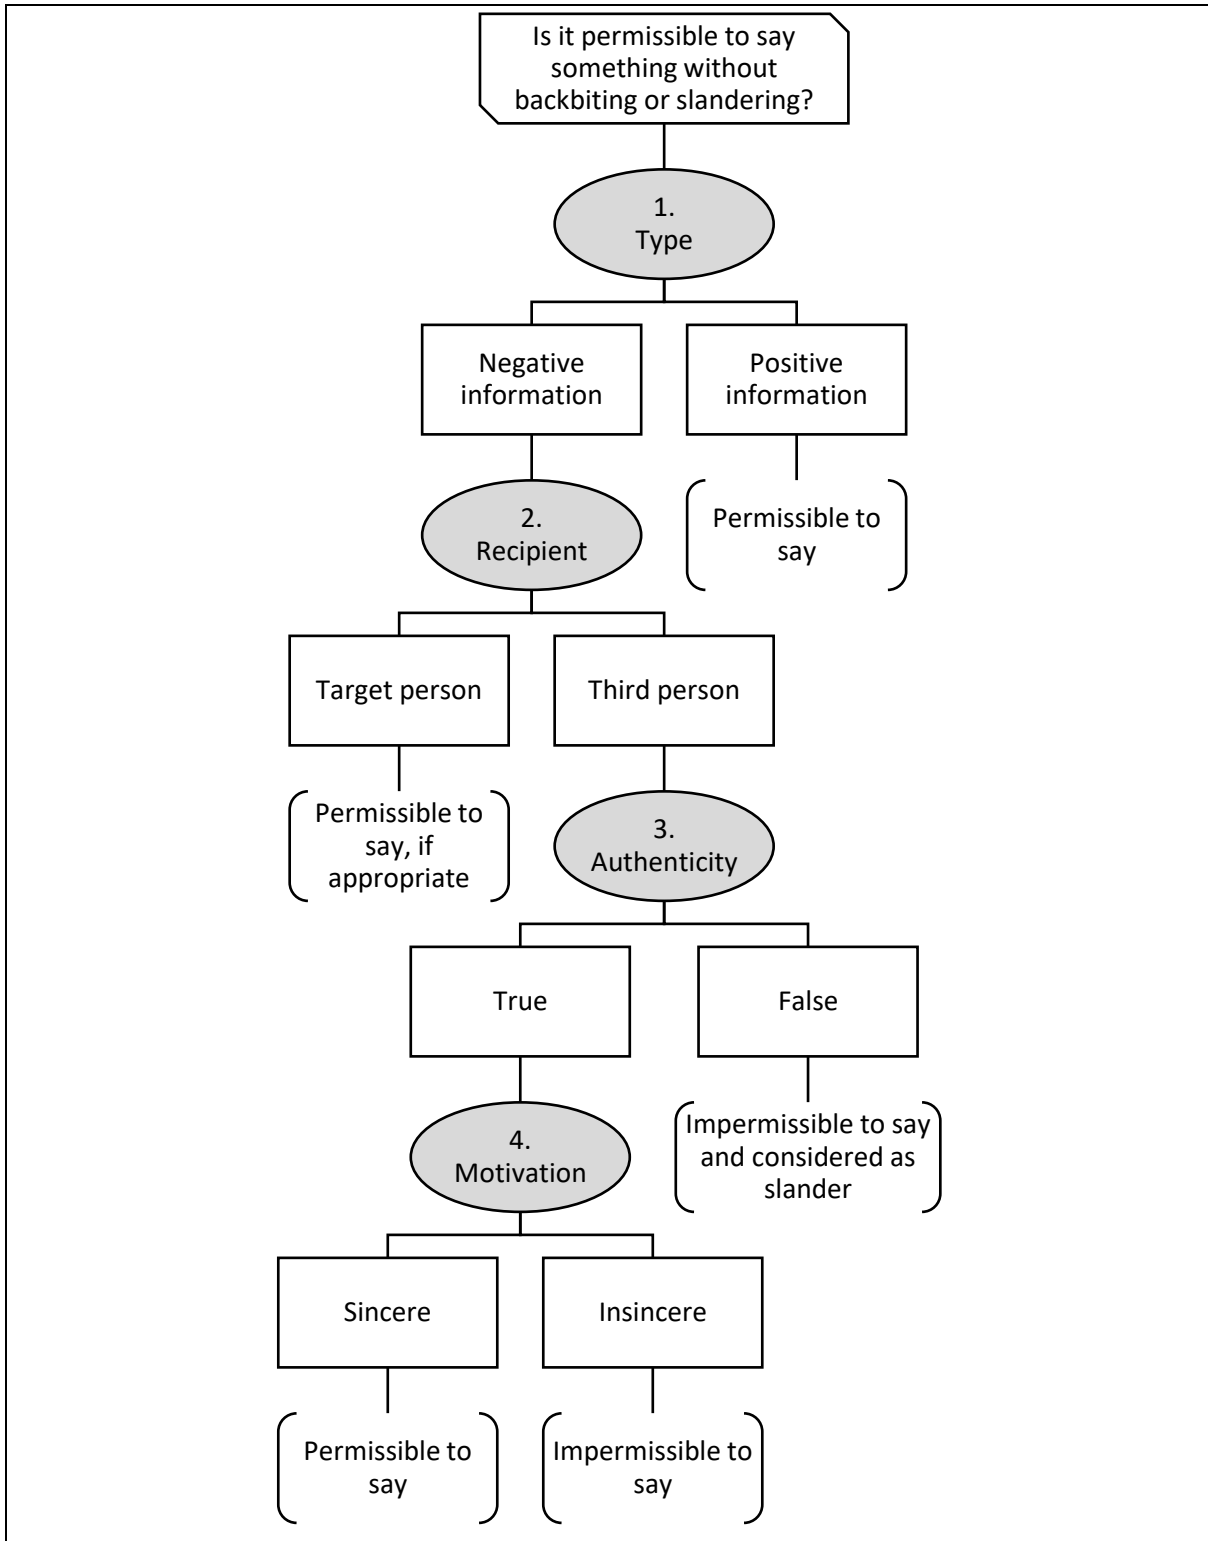 Is it permissible to say
something without
backbiting or slandering?
1.
Type
Negative
information
Positive
information
2.
Recipient
Permissible to
say
Target person
Third person
Permissible to
say, if
appropriate
3.
Authenticity
True
False
4.
Motivation
Impermissible to say
and considered as
slander
Sincere
Insincere
Permissible to
say
Impermissible to
say